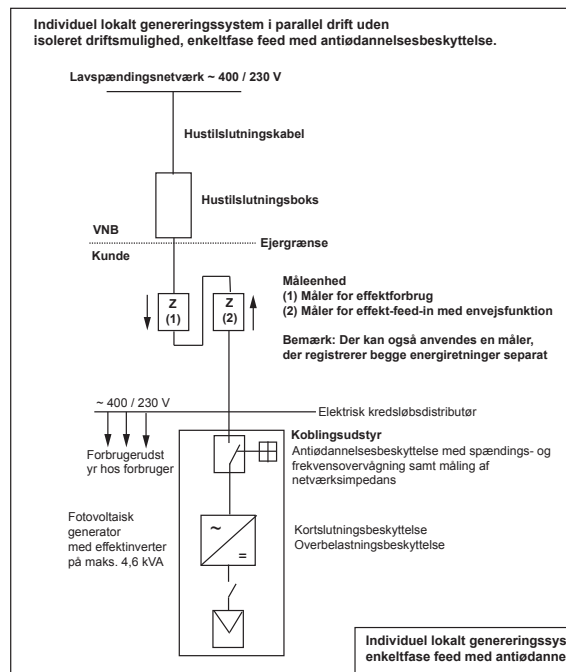 Individuel lokalt genereringssystem i parallel drift uden
isoleret driftsmulighed, enkeltfase feed med antiødannelsesbeskyttelse.
Lavspændingsnetværk ~ 400 / 230 V
Hustilslutningskabel
Hustilslutningsboks
VNB
Ejergrænse
Kunde
Måleenhed
(1) Måler for effektforbrug
(2) Måler for effekt-feed-in med envejsfunktion
Z
(1)
Z
(2)
Bemærk: Der kan også anvendes en måler,
der registrerer begge energiretninger separat
~ 400 / 230 V
Elektrisk kredsløbsdistributør
Forbrugerudst
yr hos forbruger
Koblingsudstyr
Antiødannelsesbeskyttelse med spændings- og
frekvensovervågning samt måling af
netværksimpedans
Fotovoltaisk
generator
med effektinverter
på maks. 4,6 kVA
~
=
Kortslutningsbeskyttelse
Overbelastningsbeskyttelse
Individuel lokalt genereringssys
enkeltfase feed med antiødanne